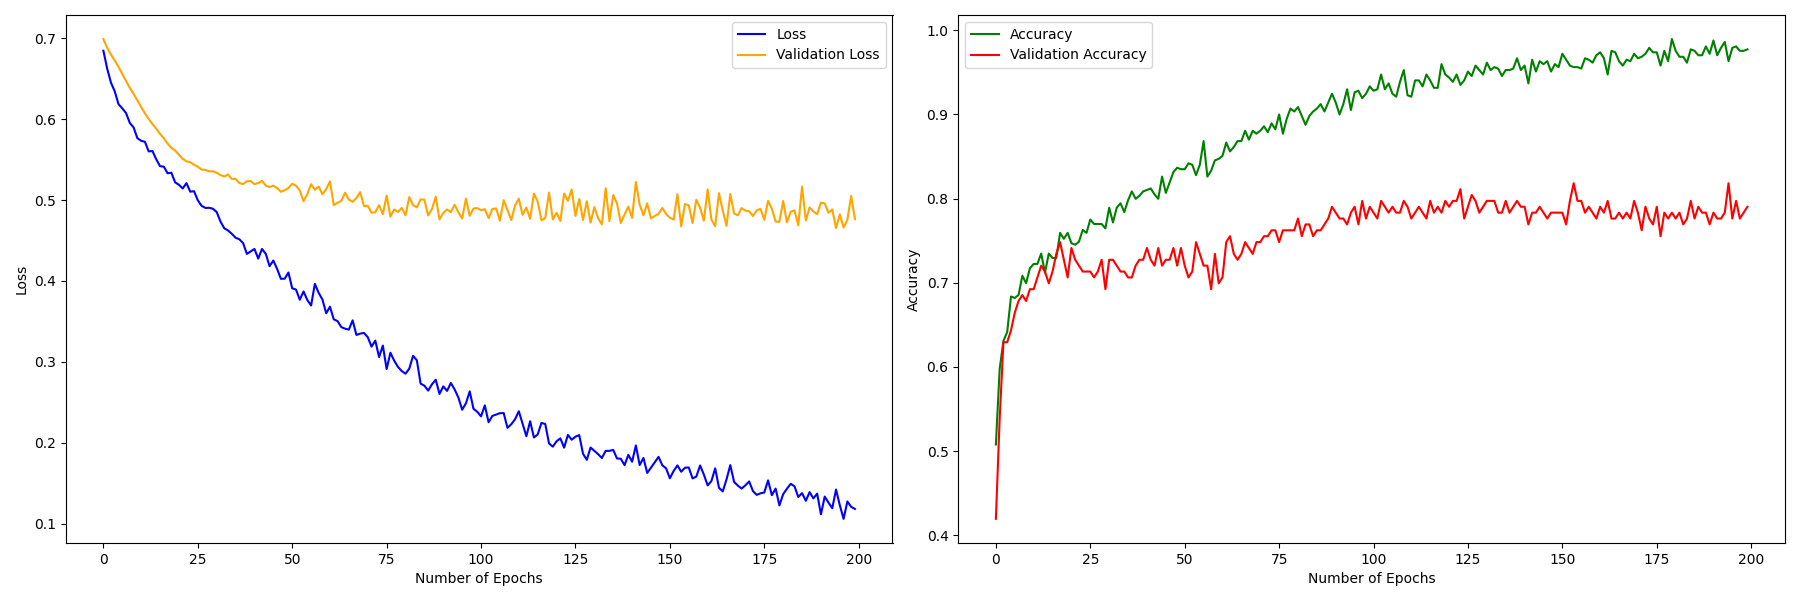 Loss
Validation Loss
0.7
0.6
0.5
0.4
0.3
0.2
0.1
Loss
0 25 50 75 100 125 150 175 200
Number of Epochs
Accuracy
Validation Accuracy
1.0
0.9
0.8
0.7
0.6
0.5
0.4
Accuracy
0 25 50 75 100 125 150 175 200
Number of Epochs